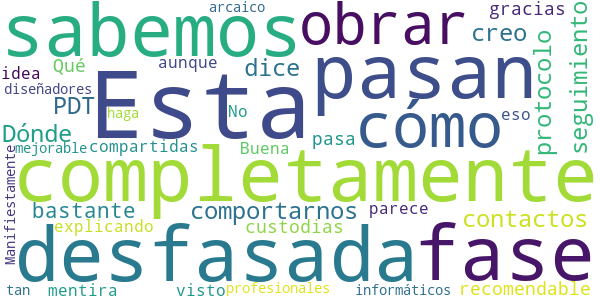 arcaico
sabemos obrar gracias
creo
idea Qué aunque dice pasan
diseñadores
PDT haga Esta No cómo eso protocolo seguimiento
Dónde pasa
mejorable compartidas Buena
Manifiestamente completamente
bastante comportarnos parece
explicando custodias contactos
desfasada fase
tan mentira visto profesionales informáticos recomendable